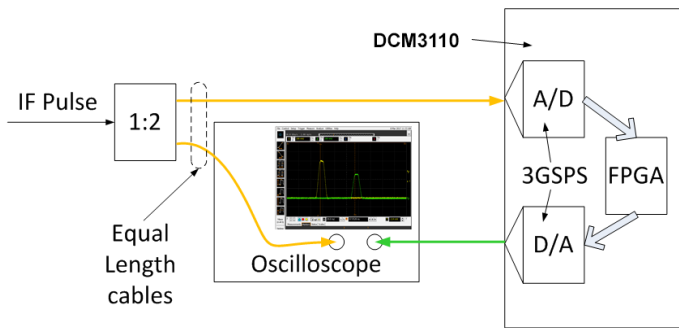 DCM3110
IF Pulse
1:2
A/D
3GSPS
FPGA
Equal
Length
cables
Oscilloscope
D/A